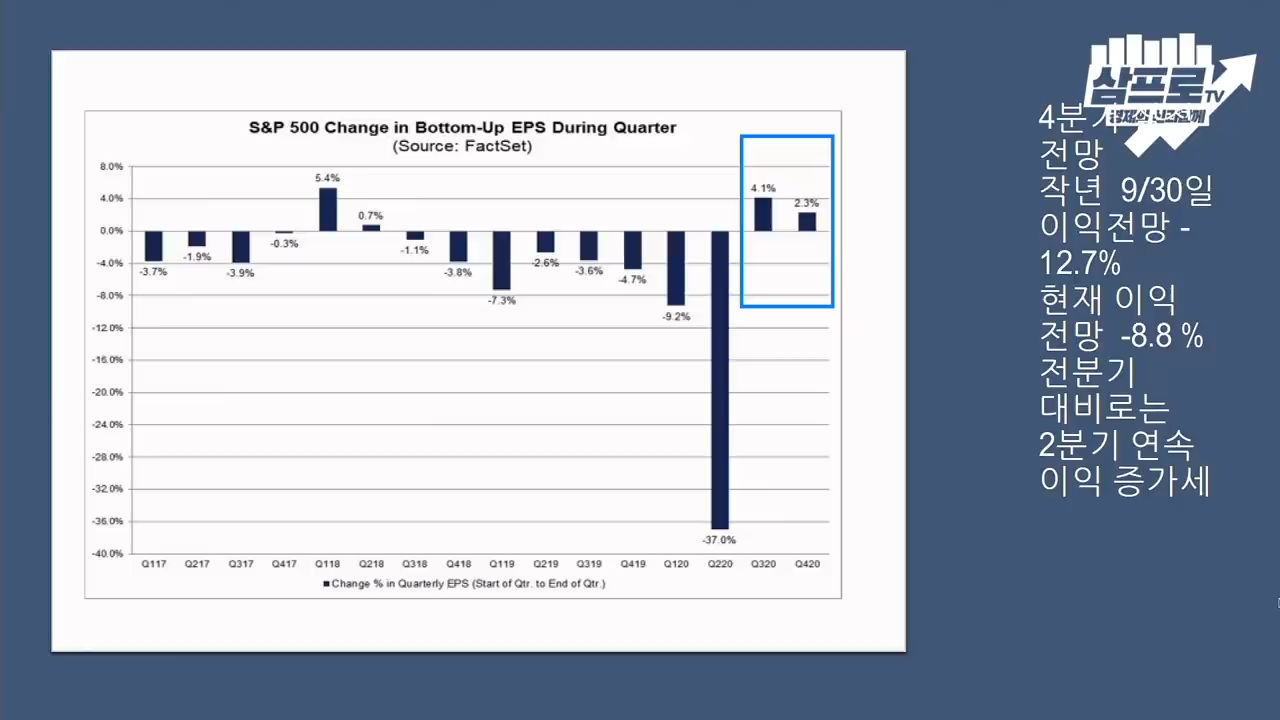 S&P 500 Change in Bottom-Up EPS During Quarter
(Source: FactSet)
8.0%
4.0%
0.0%
-4.0%
-8.0%
-12.0%
-16.0%
-20.0%
-24.0%
-28.0%
-32.0%
-36.0%
-40.0%
-3.7%
-1.9%
-3.9%
-0.3%
5.4%
0.7%
-1.1%
-3.8%
-7.3%
-2.6%
-3.6%
-4.7%
-9.2%
-37.0%
4.1%
2.3%
Q117 Q217 Q317 Q417 Q118 Q218 Q318 Q418 Q119 Q219 Q319 Q419 Q120 Q220 Q320 Q420
Change % in Quarterly EPS (Start of Qtr. to End of Qtr.)
삼프로TV
4분기
전망
작년 9/30일
이익전망 -
12.7%
현재 이익
전망 -8.8 %
전분기
대비로는
2분기 연속
이익 증가세